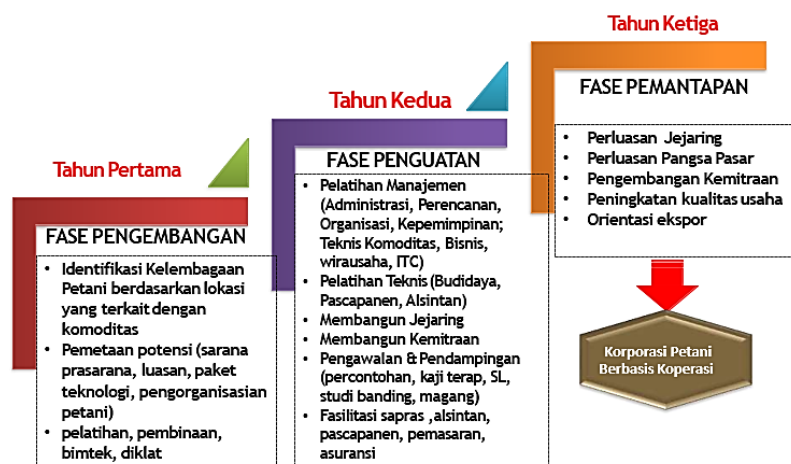 Tahun Pertama
FASE PENGEMBANGAN
• Identifikasi Kelembagaan
Petani berdasarkan lokasi
yang terkait dengan
komoditas
• Pemetaan potensi (sarana
prasarana, luasan, paket
teknologi, pengorganisasian
petani)
• pelatihan, pembinaan,
bimtek, diklat
Tahun Kedua
FASE PENGUATAN
• Pelatihan Manajemen
(Administrasi, Perencanan,
Organisasi, Kepemimpinan;
Teknis Komoditas, Bisnis,
wirausaha, ITC)
• Pelatihan Teknis (Budidaya,
Pascapanen, Alsintan)
• Membangun Jejaring
• Membangun Kemitraan
• Pengawalan & Pendampingan
(percontohan, kaji terap, SL,
studi banding, magang)
• Fasilitasi sapras ,alsintan,
pascapanen, pemasaran,
asuransi
Tahun Ketiga
FASE PEMANTAPAN
• Perluasan Jejaring
• Perluasan Pangsa Pasar
• Pengembangan Kemitraan
• Peningkatan kualitas usaha
• Orientasi ekspor
Korporasi Petani
Berbasis Koperasi